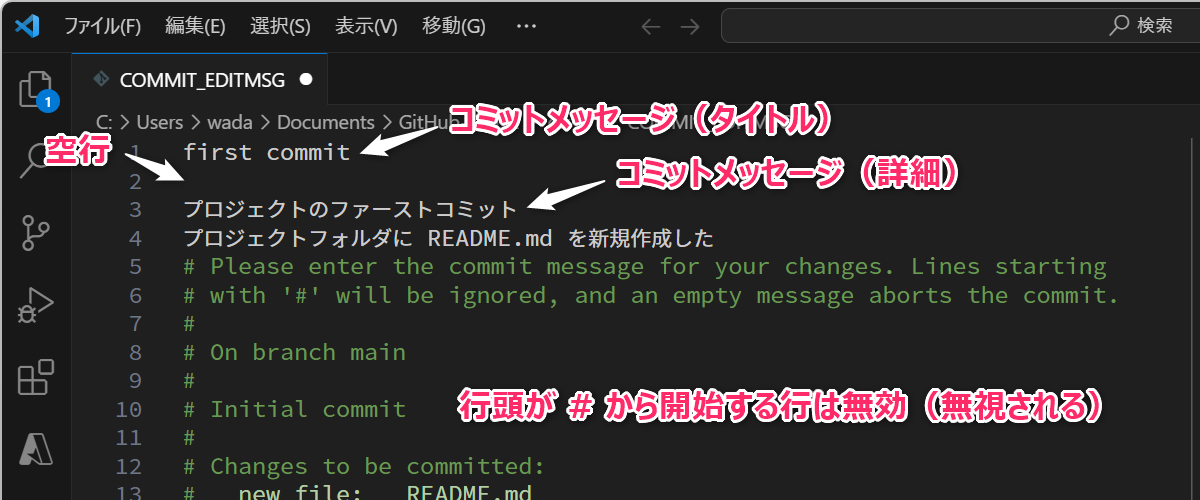 ファイル(F) 編集(E) 選択(S) 表示(V) 移動(G) ··· ← → 検索
COMMIT_EDITMSG ●
1
C: > Users > wada > Documents > GitHub
コミットメッセージ（タイトル）
空行
1 first commit
コミットメッセージ（詳細）
2
3 プロジェクトのファーストコミット
4 プロジェクトフォルダに README.md を新規作成した
5 # Please enter the commit message for your changes. Lines starting
6 # with '#' will be ignored, and an empty message aborts the commit.
7 #
8 # On branch main
9 #
10 # Initial commit
行頭が # から開始する行は無効（無視される）
11 #
12 # Changes to be committed:
13 # new file: README.md